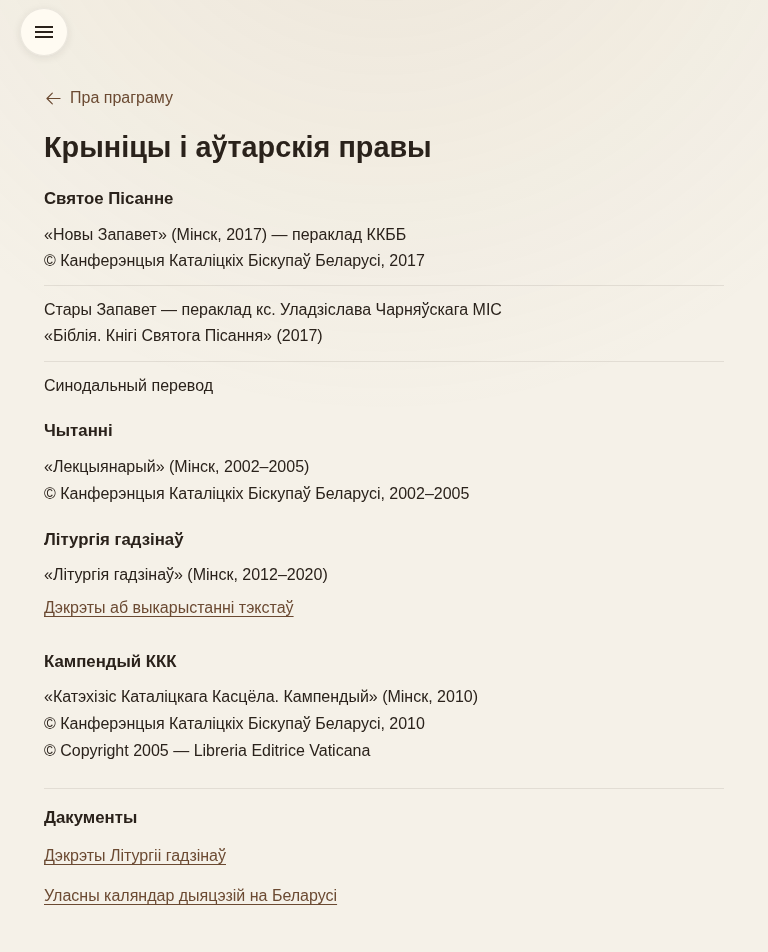 Пра праграму
Крыніцы і аўтарскія правы
Святое Пісанне
«Новы Запавет» (Мінск, 2017) — пераклад ККББ
© Канферэнцыя Каталіцкіх Біскупаў Беларусі, 2017
Стары Запавет — пераклад кс. Уладзіслава Чарняўскага МІС
«Біблія. Кнігі Святога Пісання» (2017)
Синодальный перевод
Чытанні
«Лекцыянарый» (Мінск, 2002–2005)
© Канферэнцыя Каталіцкіх Біскупаў Беларусі, 2002–2005
Літургія гадзінаў
«Літургія гадзінаў» (Мінск, 2012–2020)
Дэкрэты аб выкарыстанні тэкстаў
Кампендый ККК
«Катэхізіс Каталіцкага Касцёла. Кампендый» (Мінск, 2010)
© Канферэнцыя Каталіцкіх Біскупаў Беларусі, 2010
© Copyright 2005 — Libreria Editrice Vaticana
Дакументы
Дэкрэты Літургіі гадзінаў
Уласны каляндар дыяцэзій на Беларусі